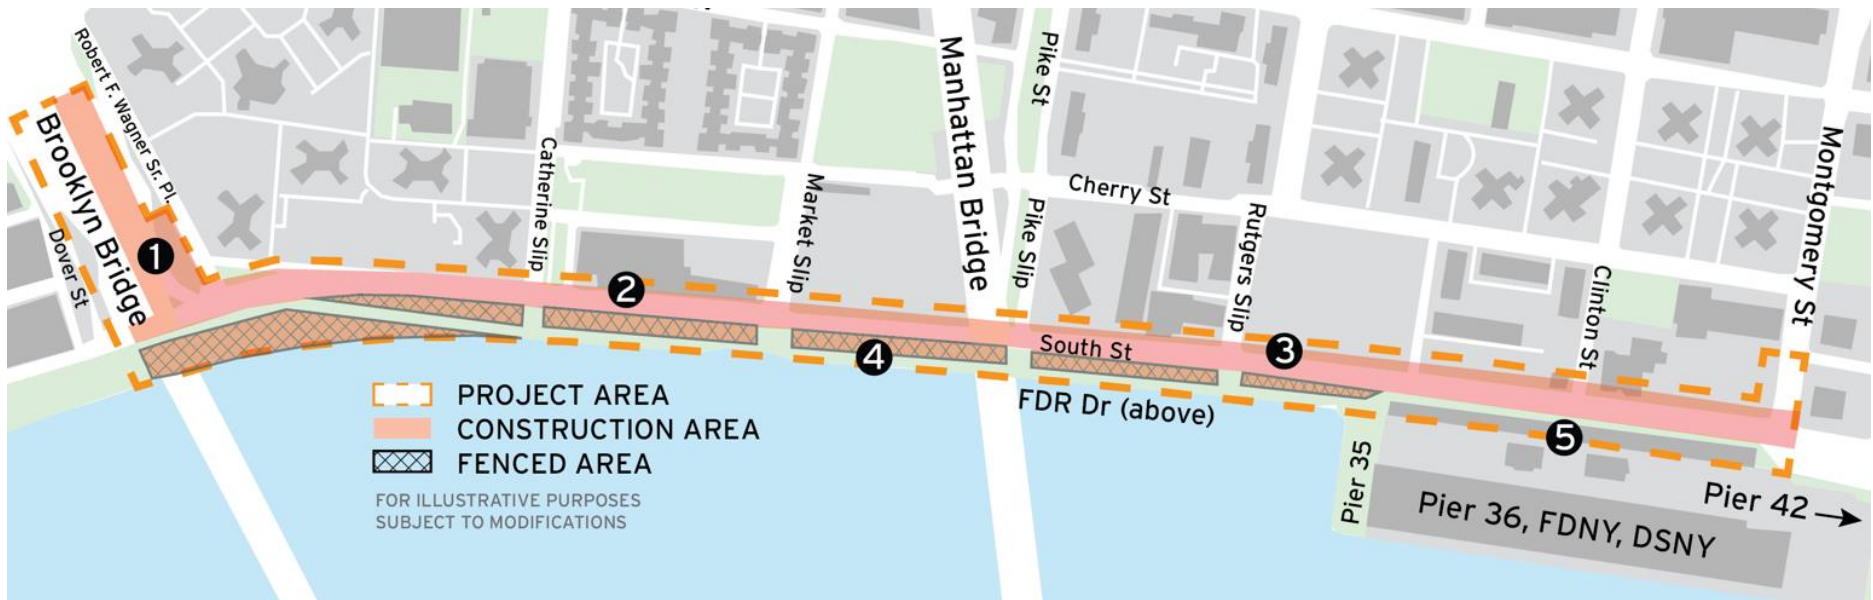 Robert F. Wagner Sr. Pl.
Brooklyn Bridge
Dover St
1
Catherine Slip
2
Market Slip
Manhattan Bridge
Pike St
Pike Slip
Cherry St
Rutgers Slip
3
Clinton St
Montgomery St
South St
4
FDR Dr (above)
5
Pier 35
Pier 36, FDNY, DSNY
Pier 42
PROJECT AREA
CONSTRUCTION AREA
FENCED AREA
FOR ILLUSTRATIVE PURPOSES
SUBJECT TO MODIFICATIONS